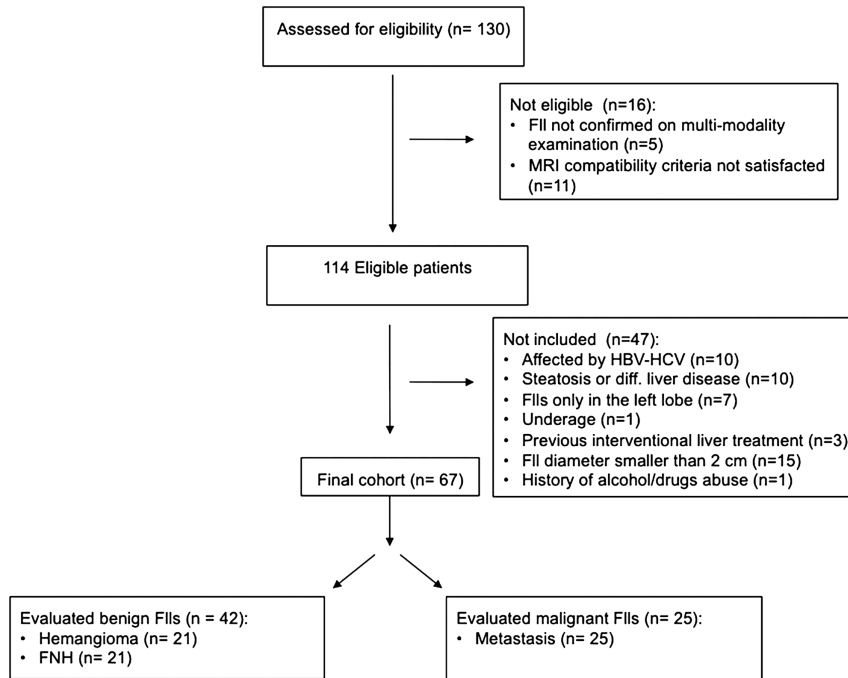 Assessed for eligibility (n= 130)
Not eligible  (n=16):
• Fll not confirmed on multi-modality
examination (n=5)
• MRI compatibility criteria not satisfacted
(n=11)
114 Eligible patients
Not included  (n=47):
• Affected by HBV-HCV (n=10)
• Steatosis or diff. liver disease (n=10)
• Flls only in the left lobe (n=7)
• Underage (n=1)
• Previous interventional liver treatment (n=3)
• Fll diameter smaller than 2 cm (n=15)
• History of alcohol/drugs abuse (n=1)
Final cohort (n= 67)
Evaluated benign Flls (n = 42):
• Hemangioma (n= 21)
• FNH (n= 21)
Evaluated malignant Flls (n= 25):
• Metastasis (n= 25)